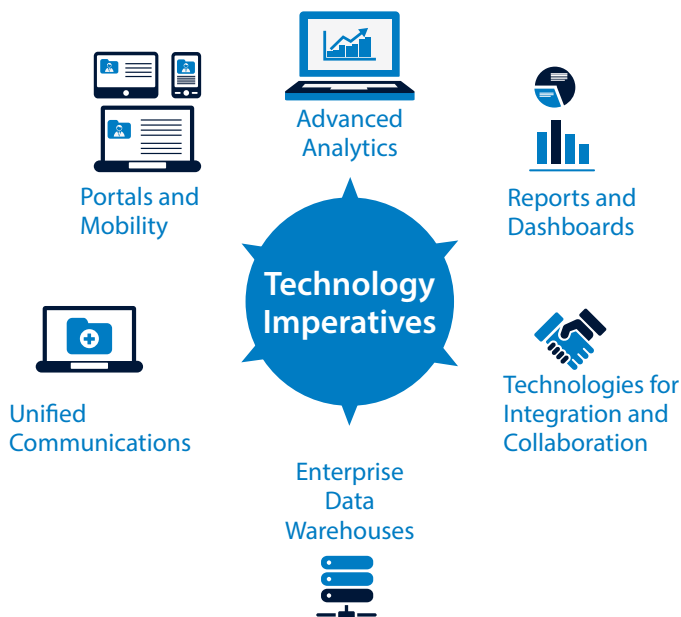 Advanced
Analytics
Portals and
Mobility
Reports and
Dashboards
Technology
Imperatives
Unified
Communications
Technologies for
Integration and
Collaboration
Enterprise
Data
Warehouses